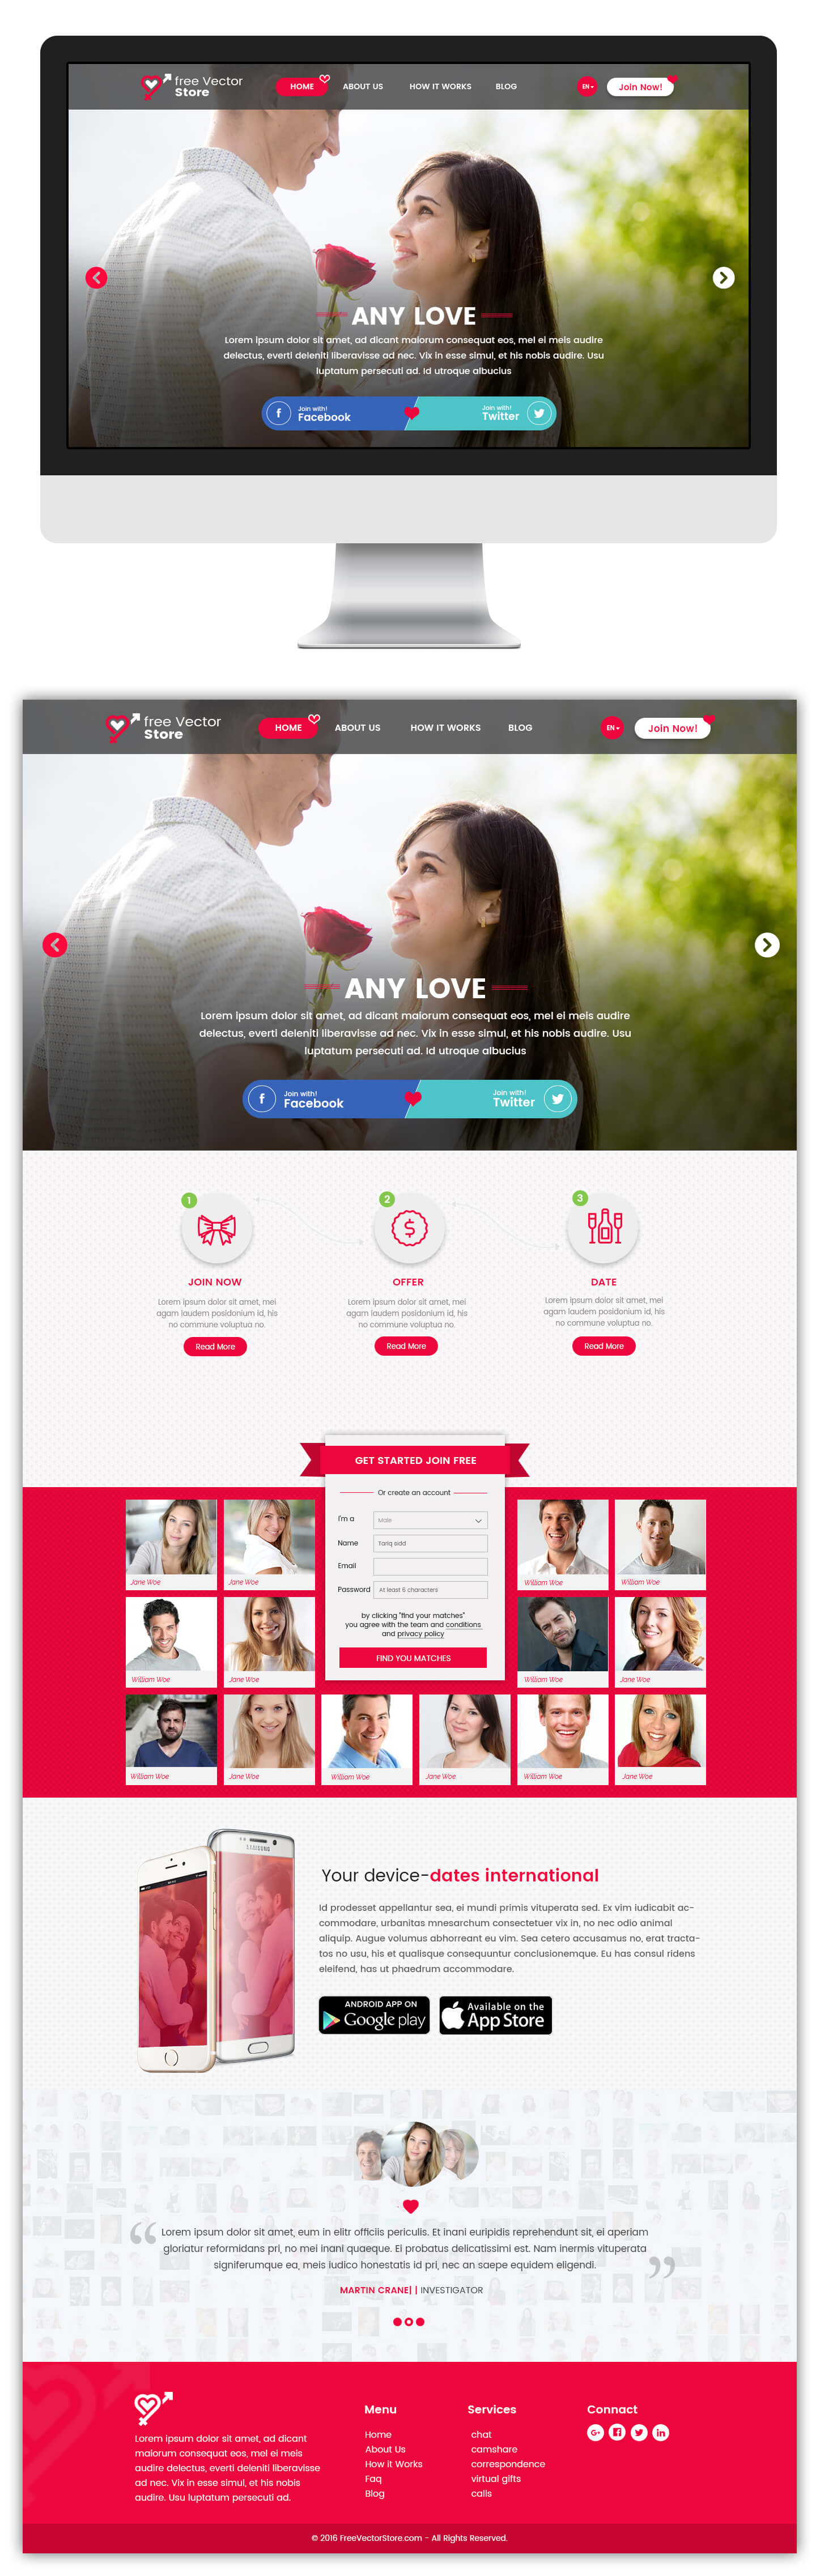 free Vector
Store
HOME
ABOUT US
HOW IT WORKS
BLOG
EN
Join Now!
ANY LOVE
Lorem ipsum dolor sit amet, ad dicant maiorum consequat eos, mel ei meis audire
delectus, everti deleniti liberavisse ad nec. Vix in esse simul, et his nobis audire. Usu
luptatum persecuti ad. Id utroque albucius
Join with!
Facebook
Join with!
Twitter
free Vector
Store
HOME
ABOUT US
HOW IT WORKS
BLOG
EN
Join Now!
ANY LOVE
Lorem ipsum dolor sit amet, ad dicant maiorum consequat eos, mel ei meis audire
delectus, everti deleniti liberavisse ad nec. Vix in esse simul, et his nobis audire. Usu
luptatum persecuti ad. Id utroque albucius
Join with!
Facebook
Join with!
Twitter
1
2
3
JOIN NOW
Lorem ipsum dolor sit amet, mei
agam laudem posidonium id, his
no commune voluptua no.
Read More
OFFER
Lorem ipsum dolor sit amet, mei
agam laudem posidonium id, his
no commune voluptua no.
Read More
DATE
Lorem ipsum dolor sit amet, mei
agam laudem posidonium id, his
no commune voluptua no.
Read More
GET STARTED JOIN FREE
Or create an account
I'm a
Male
Name
Tariq sidd
Email
Password
At least 6 characters
by clicking "find your matches"
you agree with the team and conditions
and privacy policy
FIND YOU MATCHES
Jane Woe
Jane Woe
William Woe
William Woe
William Woe
Jane Woe
William Woe
Jane Woe
William Woe
Jane Woe
William Woe
Jane Woe
William Woe
Jane Woe
SAMSUNG
Your device-dates international
Id prodesset appellantur sea, ei mundi primis vituperata sed. Ex vim iudicabit ac-
commodare, urbanitas mnesarchum consectetuer vix in, no nec odio animal
aliquip. Augue volumus abhorreant eu vim. Sea cetero accusamus no, erat tracta-
tos no usu, his et qualisque consequuntur conclusionemque. Eu has consul ridens
eleifend, has ut phaedrum accommodare.
ANDROID APP ON
Google play
Available on the
App Store
“ Lorem ipsum dolor sit amet, eum in elitr officiis periculis. Et inani euripidis reprehendunt sit, ei aperiam
gloriatur reformidans pri, no mei inani quaeque. Ei probatus delicatissimi est. Nam inermis vituperata
signiferumque ea, meis ludico honestatis id pri, nec an saepe equidem eligendi. ”
MARTIN CRANE| | INVESTIGATOR
Lorem ipsum dolor sit amet, ad dicant
maiorum consequat eos, mel ei meis
audire delectus, everti deleniti liberavisse
ad nec. Vix in esse simul, et his nobis
audire. Usu luptatum persecuti ad.
Menu
Home
About Us
How it Works
Faq
Blog
Services
chat
camshare
correspondence
virtual gifts
calls
Connact
© 2016 FreeVectorStore.com - All Rights Reserved.